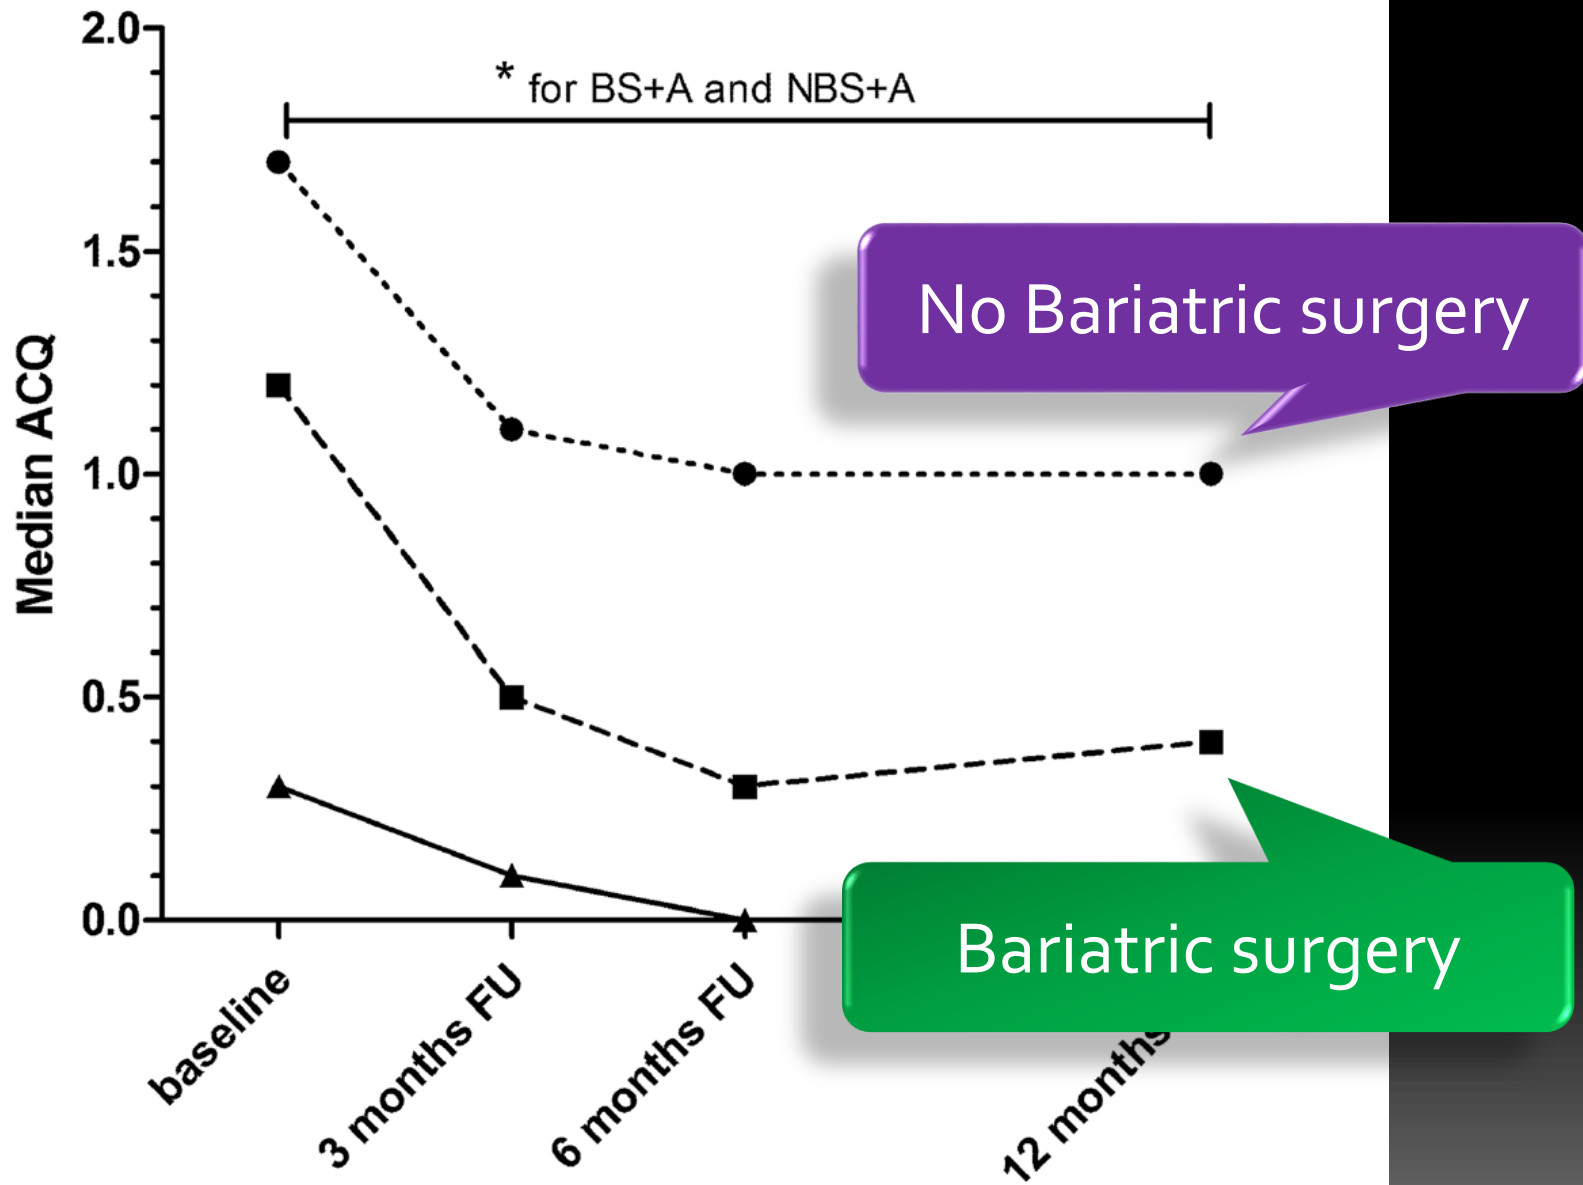 2.0
* for BS+A and NBS+A
1.5
No Bariatric surgery
Median ACQ
1.0
0.5
0.0
Bariatric surgery
baseline
3 months FU
6 months FU
12 months